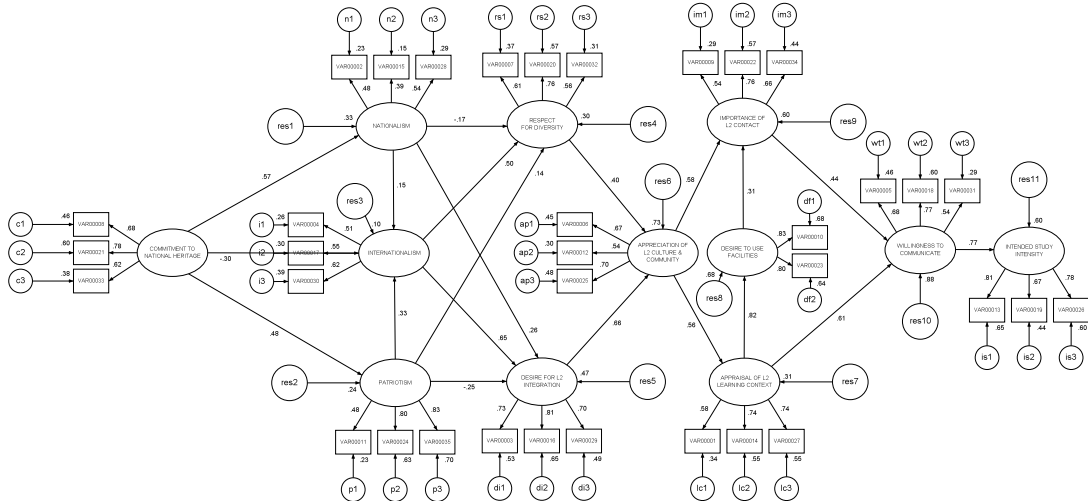 n1
n2
n3
rs1
rs2
rs3
im1
im2
im3
.23
.15
.29
.37
.57
.31
.29
.57
.44
VAR00002
VAR00015
VAR00028
VAR00007
VAR00020
VAR00032
VAR00009
VAR00022
VAR00034
.48
.39
.54
.61
.76
.56
.54
.76
.66
res1
.33
NATIONALISM
-.17
RESPECT
FOR DIVERSITY
.30
res4
IMPORTANCE OF
L2 CONTACT
.60
res9
wt1
wt2
wt3
.46
.60
.29
VAR00005
VAR00018
VAR00031
.68
.77
.54
res11
.60
.57
.15
.50
.14
.40
.58
.31
.44
res3
.10
res6
.73
c1
.46
VAR00008
.68
c2
.60
VAR00021
.78
c3
.38
VAR00033
.62
COMMITMENT TO
NATIONAL HERITAGE
-.30
i1
.26
VAR00004
.51
i2
.30
VAR00017
.55
i3
.39
VAR00030
.62
INTERNATIONALISM
ap1
.45
VAR00006
.67
ap2
.30
VAR00012
.54
ap3
.48
VAR00025
.70
APPRECIATION OF
L2 CULTURE &
COMMUNITY
DESIRE TO USE
FACILITIES
.68
res8
df1
.68
.83
VAR00010
.80
VAR00023
.64
df2
WILLINGNESS TO
COMMUNICATE
.88
res10
.77
INTENDED STUDY
INTENSITY
.81
.67
.78
VAR00013
VAR00019
VAR00026
.65
.44
.60
is1
is2
is3
.48
.33
.65
.26
.66
.56
.82
.61
res2
.24
PATRIOTISM
-.25
DESIRE FOR L2
INTEGRATION
.47
res5
APPRAISAL OF L2
LEARNING CONTEXT
.31
res7
.48
.80
.83
.73
.81
.70
.58
.74
.74
VAR00011
VAR00024
VAR00035
VAR00003
VAR00016
VAR00029
VAR00001
VAR00014
VAR00027
.23
.63
.70
.53
.65
.49
.34
.55
.55
p1
p2
p3
di1
di2
di3
lc1
lc2
lc3